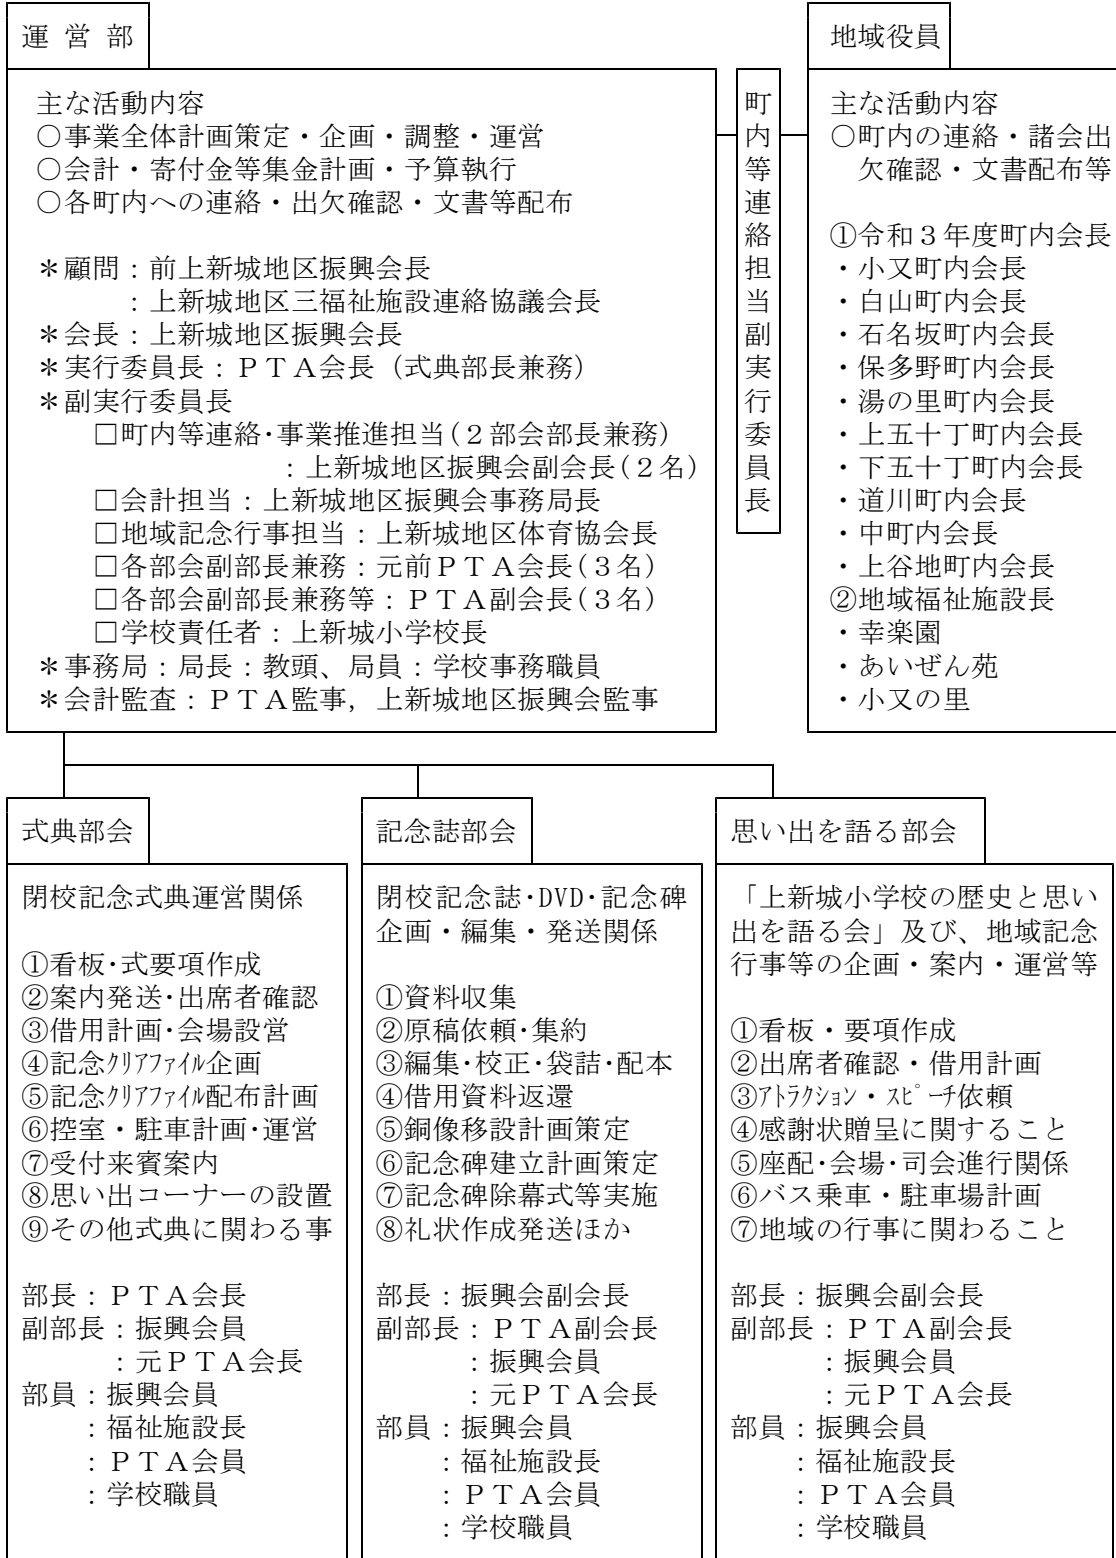 運 営 部
主な活動内容
○事業全体計画策定・企画・調整・運営
○会計・寄付金等集金計画・予算執行
○各町内への連絡・出欠確認・文書等配布
＊顧問：前上新城地区振興会長
：上新城地区三福祉施設連絡協議会長
＊会長：上新城地区振興会長
＊実行委員長：ＰＴＡ会長（式典部長兼務）
＊副実行委員長
□町内等連絡・事業推進担当(２部会部長兼務)
：上新城地区振興会副会長(２名)
□会計担当：上新城地区振興会事務局長
□地域記念行事担当：上新城地区体育協会長
□各部会副部長兼務：元前ＰＴＡ会長(３名)
□各部会副部長兼務等：ＰＴＡ副会長(３名)
□学校責任者：上新城小学校長
＊事務局：局長：教頭、局員：学校事務職員
＊会計監査：ＰＴＡ監事，上新城地区振興会監事
町内等連絡担当副実行委員長
地域役員
主な活動内容
○町内の連絡・諸会出
欠確認・文書配布等
①令和３年度町内会長
・小又町内会長
・白山町内会長
・石名坂町内会長
・保多野町内会長
・湯の里町内会長
・上五十丁町内会長
・下五十丁町内会長
・道川町内会長
・中町内会長
・上谷地町内会長
②地域福祉施設長
・幸楽園
・あいぜん苑
・小又の里
式典部会
閉校記念式典運営関係
①看板・式要項作成
②案内発送・出席者確認
③借用計画・会場設営
④記念ｸﾘｱﾌｧｲﾙ企画
⑤記念ｸﾘｱﾌｧｲﾙ配布計画
⑥控室・駐車計画・運営
⑦受付来賓案内
⑧思い出コーナーの設置
⑨その他式典に関わる事
部長：ＰＴＡ会長
副部長：振興会員
：元ＰＴＡ会長
部員：振興会員
：福祉施設長
：ＰＴＡ会員
：学校職員
記念誌部会
閉校記念誌・DVD・記念碑
企画・編集・発送関係
①資料収集
②原稿依頼・集約
③編集・校正・袋詰・配本
④借用資料返還
⑤銅像移設計画策定
⑥記念碑建立計画策定
⑦記念碑除幕式等実施
⑧礼状作成発送ほか
部長：振興会副会長
副部長：ＰＴＡ副会長
：振興会員
：元ＰＴＡ会長
部員：振興会員
：福祉施設長
：ＰＴＡ会員
：学校職員
思い出を語る部会
「上新城小学校の歴史と思い
出を語る会」及び、地域記念
行事等の企画・案内・運営等
①看板・要項作成
②出席者確認・借用計画
③ｱﾄﾗｸｼｮﾝ・ｽﾋﾟｰﾁ依頼
④感謝状贈呈に関すること
⑤座配・会場・司会進行関係
⑥バス乗車・駐車場計画
⑦地域の行事に関わること
部長：振興会副会長
副部長：ＰＴＡ副会長
：振興会員
：元ＰＴＡ会長
部員：振興会員
：福祉施設長
：ＰＴＡ会員
：学校職員